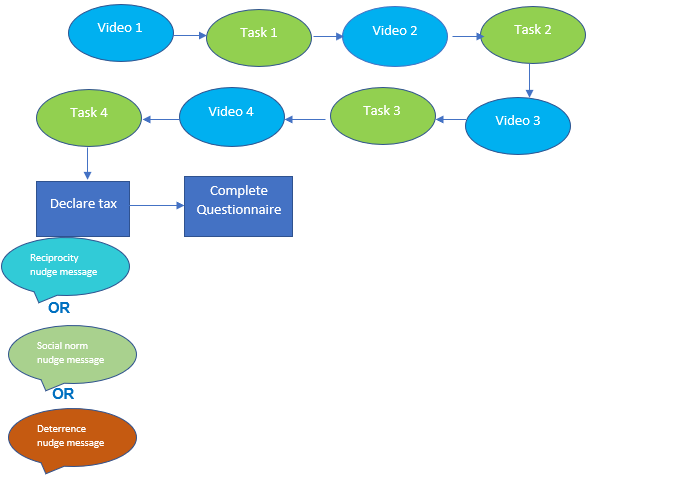 Video 1
Task 1
Video 2
Task 2
Task 4
Video 4
Task 3
Video 3
Declare tax
Complete
Questionnaire
Reciprocity
nudge message
OR
Social norm
nudge message
OR
Deterrence
nudge message